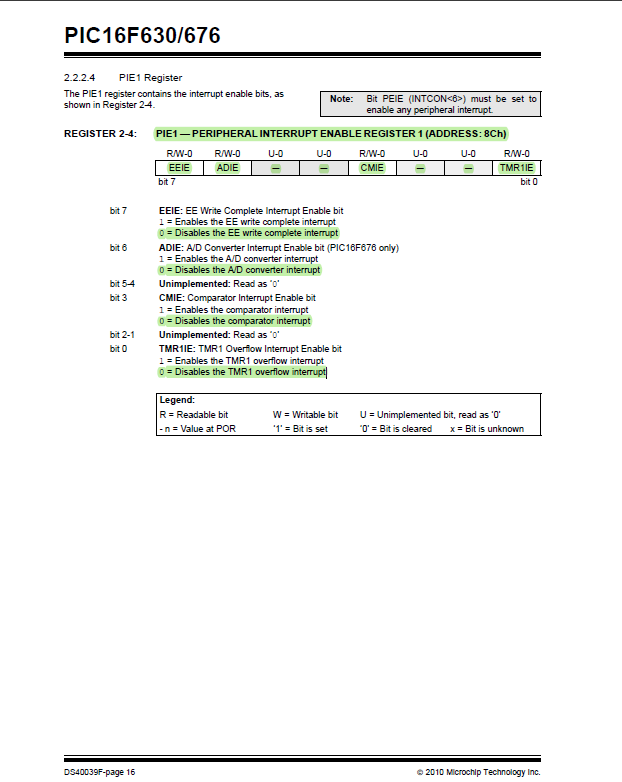 PIC16F630/676
2.2.2.4 PIE1 Register
The PIE1 register contains the interrupt enable bits, as
shown in Register 2-4.
Note: Bit PEIE (INTCON<6>) must be set to
enable any peripheral interrupt.
REGISTER 2-4: PIE1 — PERIPHERAL INTERRUPT ENABLE REGISTER 1 (ADDRESS: 8Ch)
R/W-0 R/W-0 U-0 U-0 R/W-0 U-0 U-0 R/W-0
EEIE ADIE — — CMIE — — TMR1IE
bit 7 bit 0
bit 7 EEIE: EE Write Complete Interrupt Enable bit
1 = Enables the EE write complete interrupt
0 = Disables the EE write complete interrupt
bit 6 ADIE: A/D Converter Interrupt Enable bit (PIC16F676 only)
1 = Enables the A/D converter interrupt
0 = Disables the A/D converter interrupt
bit 5-4 Unimplemented: Read as '0'
bit 3 CMIE: Comparator Interrupt Enable bit
1 = Enables the comparator interrupt
0 = Disables the comparator interrupt
bit 2-1 Unimplemented: Read as '0'
bit 0 TMR1IE: TMR1 Overflow Interrupt Enable bit
1 = Enables the TMR1 overflow interrupt
0 = Disables the TMR1 overflow interrupt
Legend:
R = Readable bit W = Writable bit U = Unimplemented bit, read as '0'
- n = Value at POR '1' = Bit is set '0' = Bit is cleared x = Bit is unknown
DS40039F-page 16 © 2010 Microchip Technology Inc.